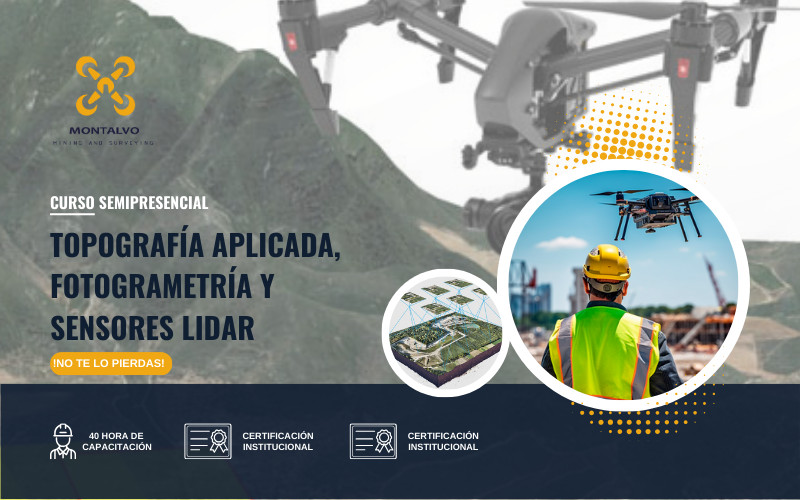 MONTALVO
MINING AND SURVEYING
CURSO SEMIPRESENCIAL
TOPOGRAFÍA APLICADA,
FOTOGRAMETRÍA Y
SENSORES LIDAR
!NO TE LO PIERDAS!
40 HORA DE
CAPACITACIÓN
CERTIFICACIÓN
INSTITUCIONAL
CERTIFICACIÓN
INSTITUCIONAL